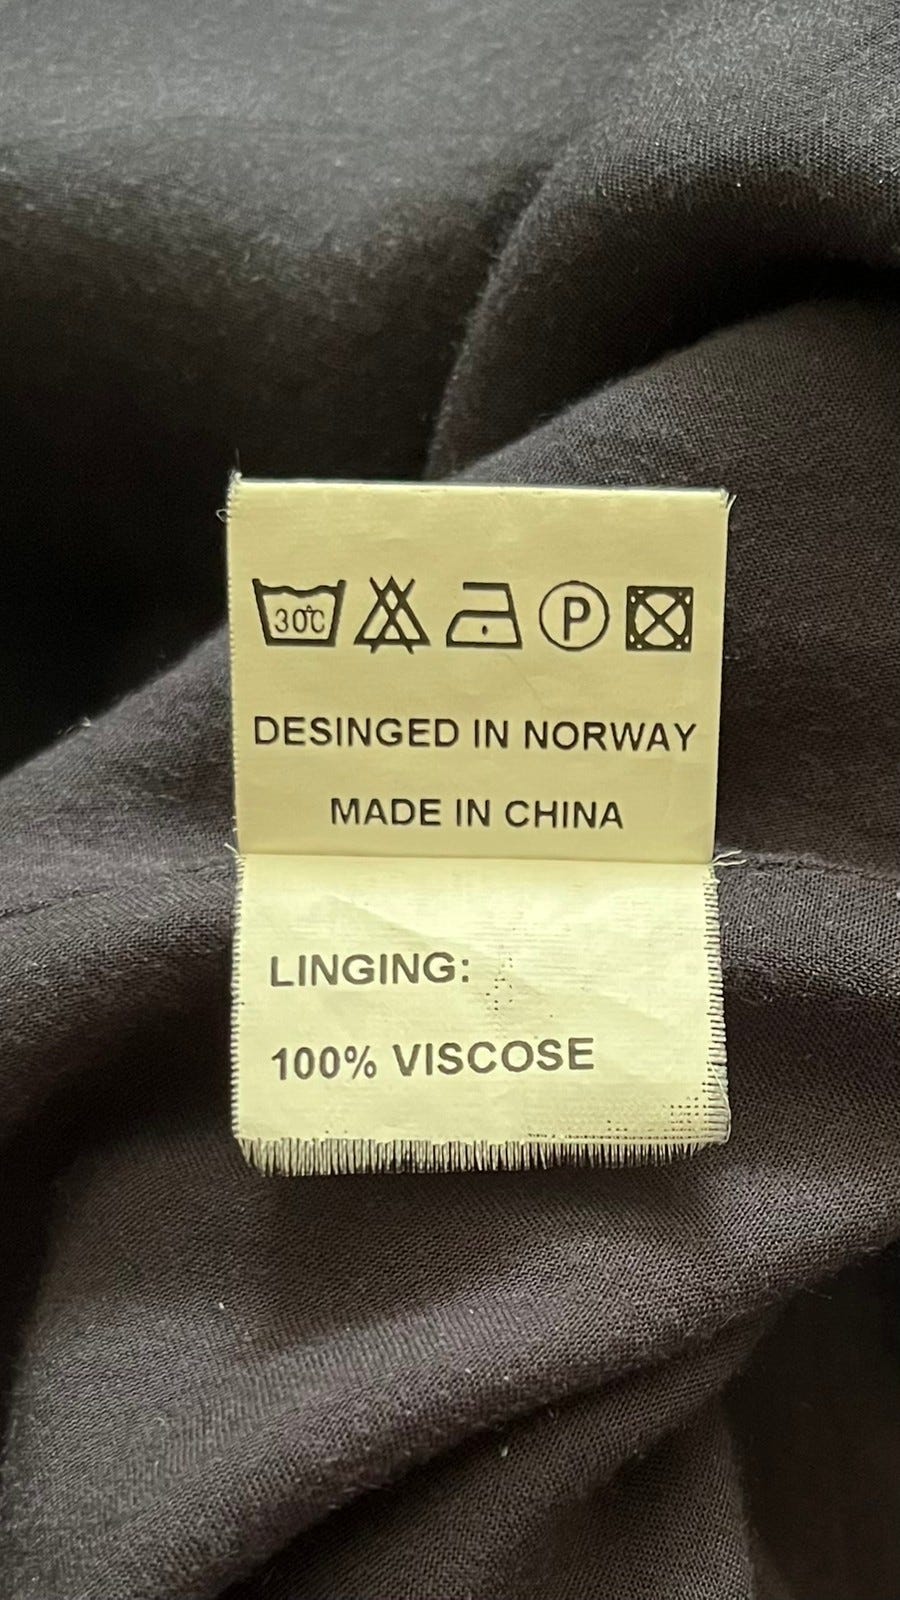 30℃
P
DESINGED IN NORWAY
MADE IN CHINA
LINGING:
100% VISCOSE